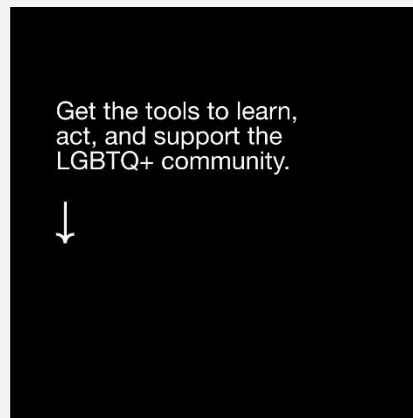 Get the tools to learn,
act, and support the
LGBTQ+ community.
↓